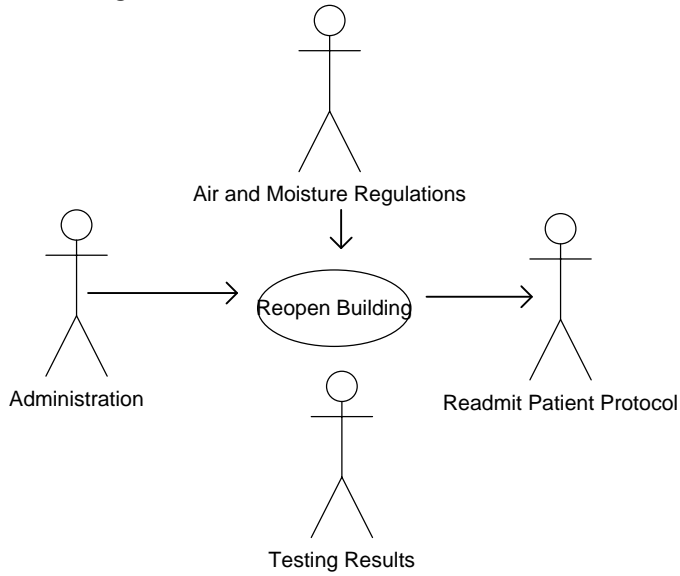 Air and Moisture Regulations
Reopen Building
Administration
Readmit Patient Protocol
Testing Results